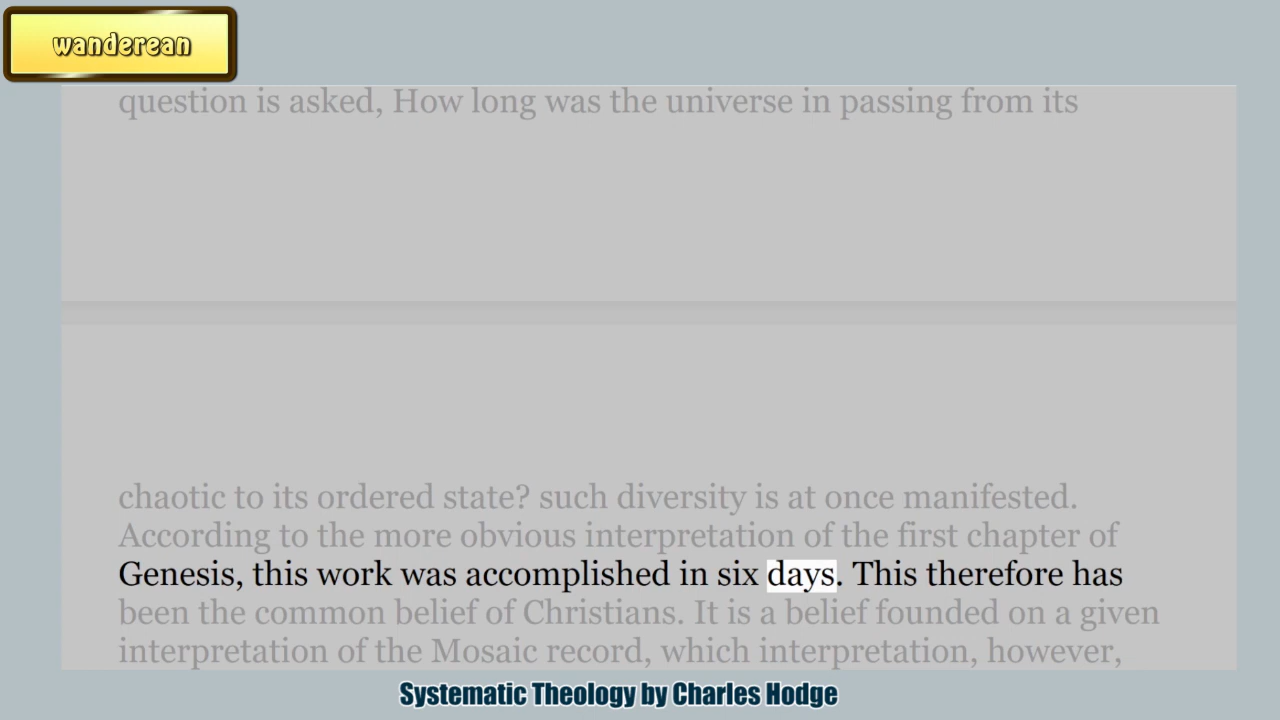 wanderean
question is asked, How long was the universe in passing from its
chaotic to its ordered state? such diversity is at once manifested.
According to the more obvious interpretation of the first chapter of
Genesis, this work was accomplished in six days. This therefore has
been the common belief of Christians. It is a belief founded on a given
interpretation of the Mosaic record, which interpretation, however,
Systematic Theology by Charles Hodge